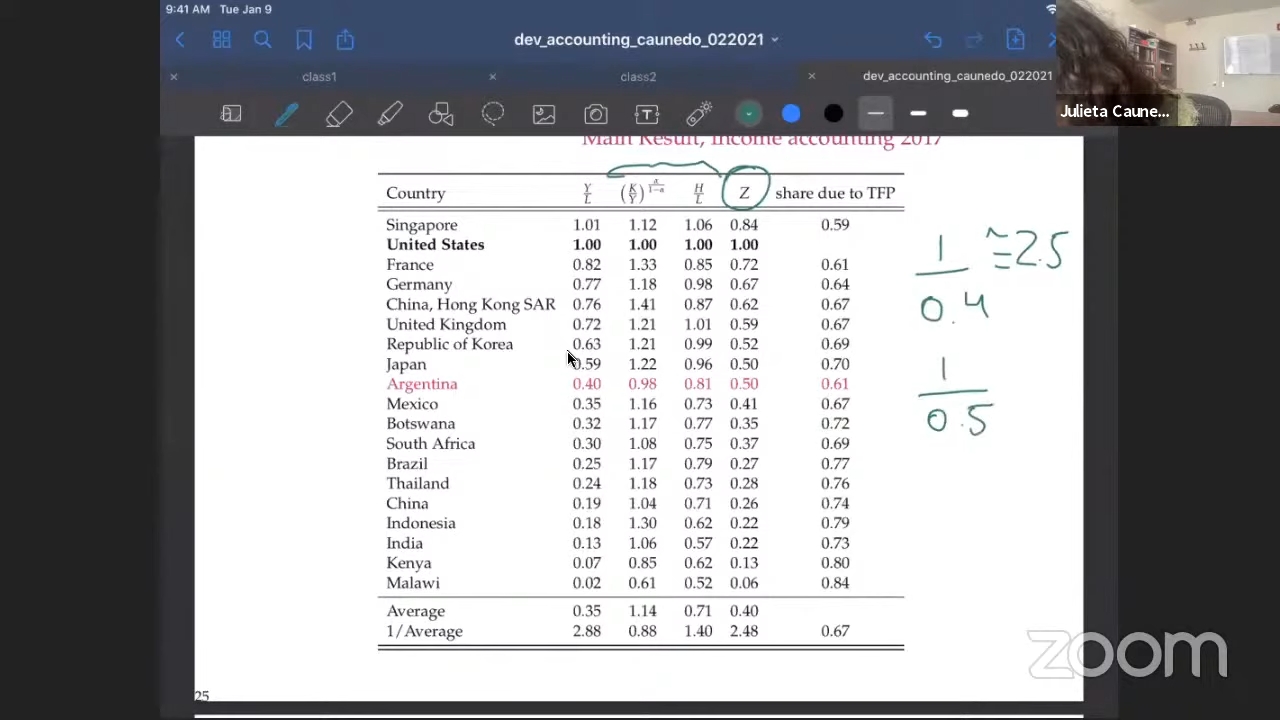 9:41 AM Tue Jan 9
dev_accounting_caunedo_022021
class1 class2 dev_accounting_caunedo_022021
Julieta Caune...
Main Result, Income accounting 2017
Country Y/L (K/Y)^α/1-α H/L Z share due to TFP
Singapore 1.01 1.12 1.06 0.84 0.59
United States 1.00 1.00 1.00 1.00
France 0.82 1.33 0.85 0.72 0.61
Germany 0.77 1.18 0.98 0.67 0.64
China, Hong Kong SAR 0.76 1.41 0.87 0.62 0.67
United Kingdom 0.72 1.21 1.01 0.59 0.67
Republic of Korea 0.63 1.21 0.99 0.52 0.69
Japan 0.59 1.22 0.96 0.50 0.70
Argentina 0.40 0.98 0.81 0.50 0.61
Mexico 0.35 1.16 0.73 0.41 0.67
Botswana 0.32 1.17 0.77 0.35 0.72
South Africa 0.30 1.08 0.75 0.37 0.69
Brazil 0.25 1.17 0.79 0.27 0.77
Thailand 0.24 1.18 0.73 0.28 0.76
China 0.19 1.04 0.71 0.26 0.74
Indonesia 0.18 1.30 0.62 0.22 0.79
India 0.13 1.06 0.57 0.22 0.73
Kenya 0.07 0.85 0.62 0.13 0.80
Malawi 0.02 0.61 0.52 0.06 0.84
Average 0.35 1.14 0.71 0.40
1/Average 2.88 0.88 1.40 2.48 0.67
1/0.4 ≅ 2.5
1/0.5
zoom
25